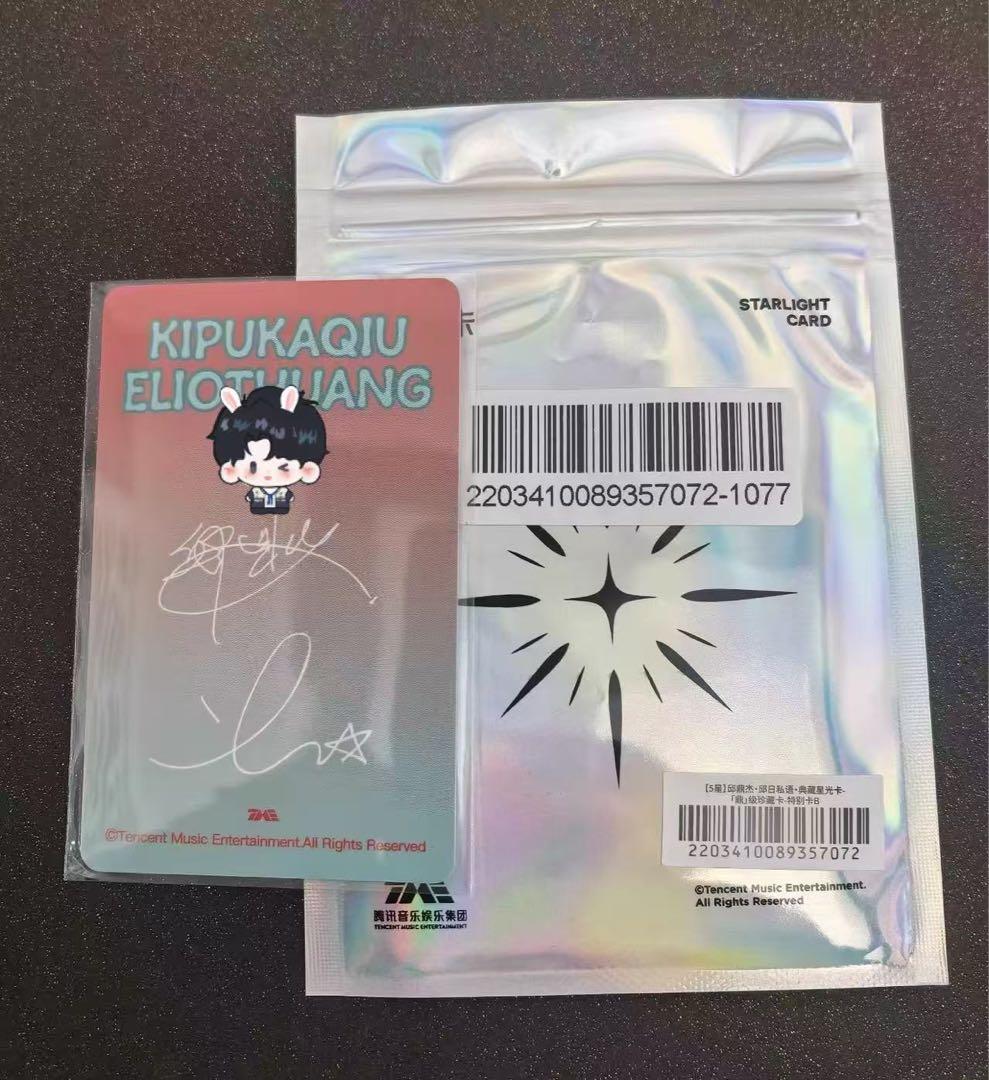 KIPUKAQIU
ELIOTHUANG
©Tencent Music Entertainment.All Rights Reserved
卡
STARLIGHT
CARD
2203410089357072-1077
【5星】邱鼎杰·邱日私语·典藏星光卡-
「鼎」级珍藏卡-特别卡B
2203410089357072
©Tencent Music Entertainment.
All Rights Reserved
TME
腾讯音乐娱乐集团
TENCENT MUSIC ENTERTAINMENT